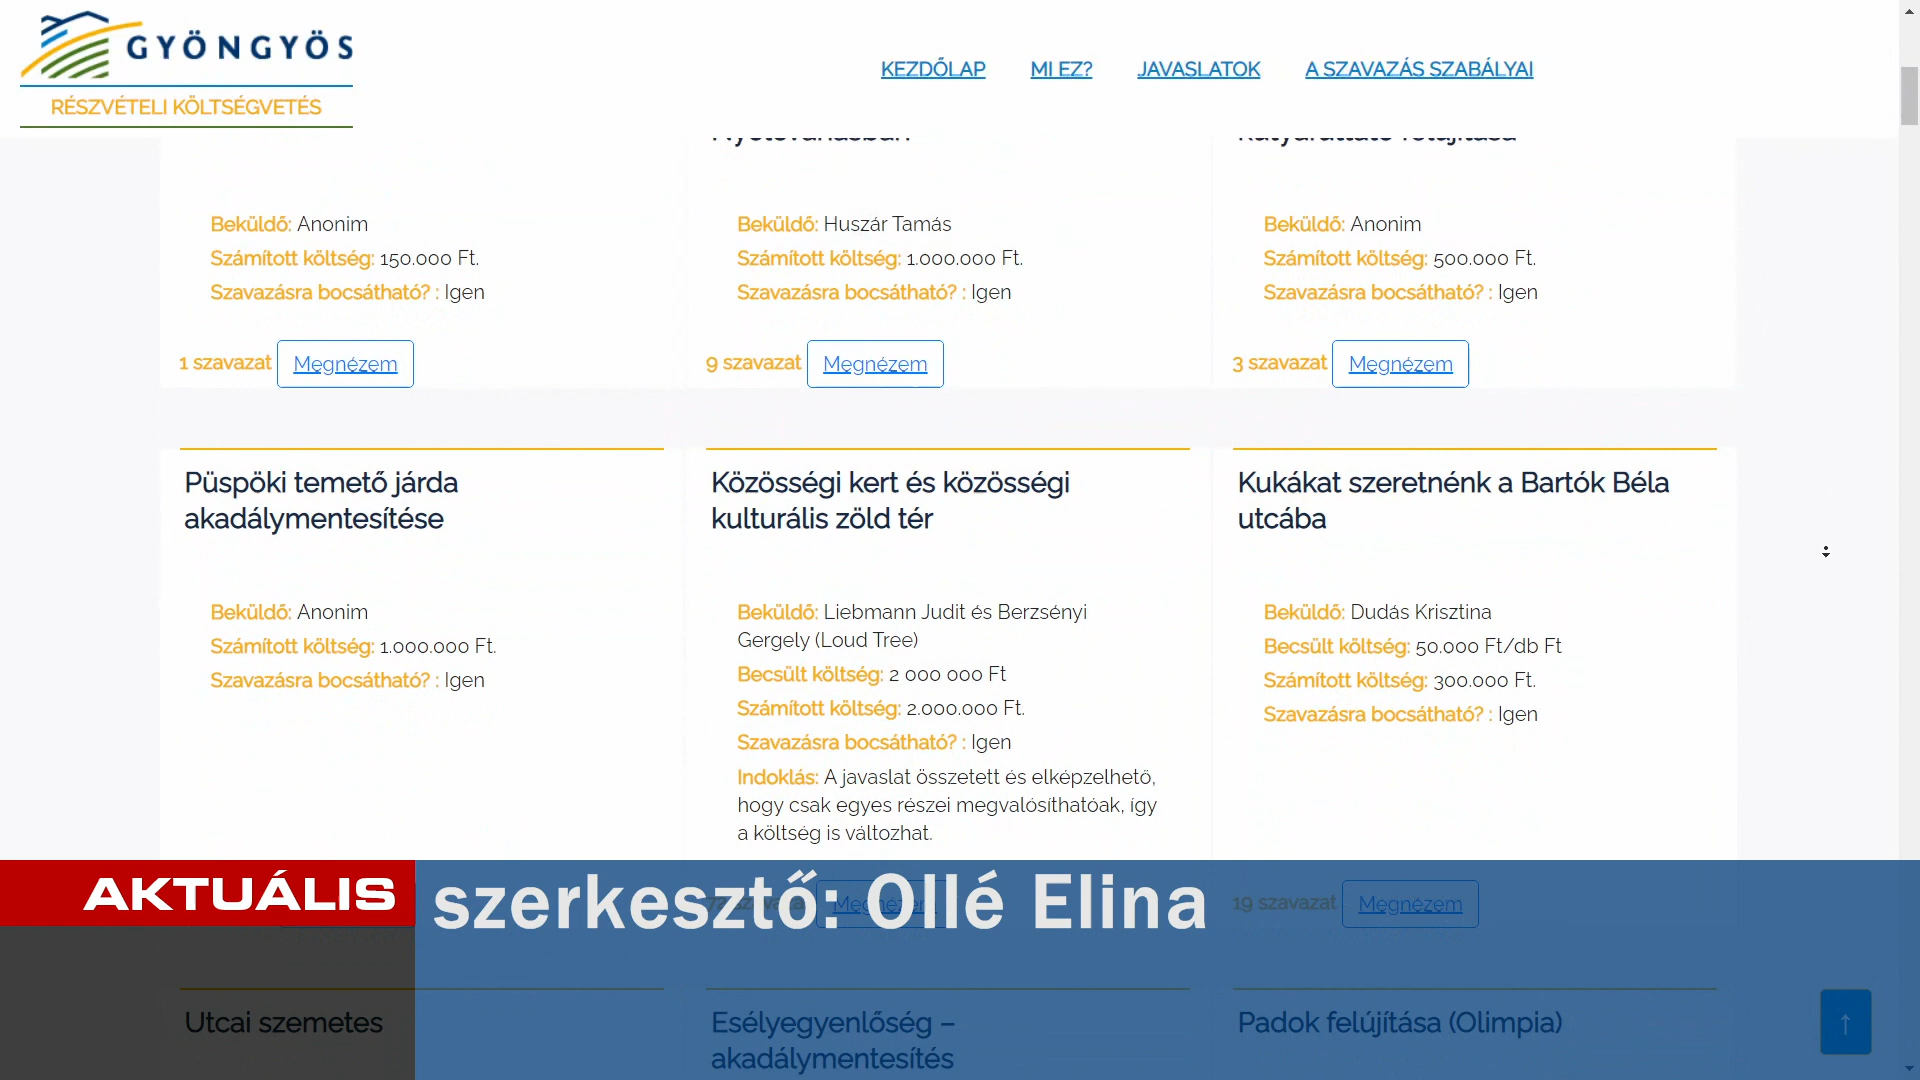 GYÖNGYÖS
RÉSZVÉTELI KÖLTSÉGVETÉS
KEZDŐLAP MI EZ? JAVASLATOK A SZAVAZÁS SZABÁLYAI
Beküldő: Anonim
Számított költség: 150.000 Ft.
Szavazásra bocsátható? : Igen
1 szavazat Megnézem
Beküldő: Huszár Tamás
Számított költség: 1.000.000 Ft.
Szavazásra bocsátható? : Igen
9 szavazat Megnézem
Beküldő: Anonim
Számított költség: 500.000 Ft.
Szavazásra bocsátható? : Igen
3 szavazat Megnézem
Püspöki temető járda
akadálymentesítése
Beküldő: Anonim
Számított költség: 1.000.000 Ft.
Szavazásra bocsátható? : Igen
Közösségi kert és közösségi
kulturális zöld tér
Beküldő: Liebmann Judit és Berzsényi
Gergely (Loud Tree)
Becsült költség: 2 000 000 Ft
Számított költség: 2.000.000 Ft.
Szavazásra bocsátható? : Igen
Indoklás: A javaslat összetett és elképzelhető,
hogy csak egyes részei megvalósíthatóak, így
a költség is változhat.
Megnézem
Kukákat szeretnénk a Bartók Béla
utcába
Beküldő: Dudás Krisztina
Becsült költség: 50.000 Ft/db Ft
Számított költség: 300.000 Ft.
Szavazásra bocsátható? : Igen
19 szavazat Megnézem
AKTUÁLIS
szerkesztő: Ollé Elina
Utcai szemetes
Esélyegyenlőség –
akadálymentesítés
Padok felújítása (Olimpia)
↑